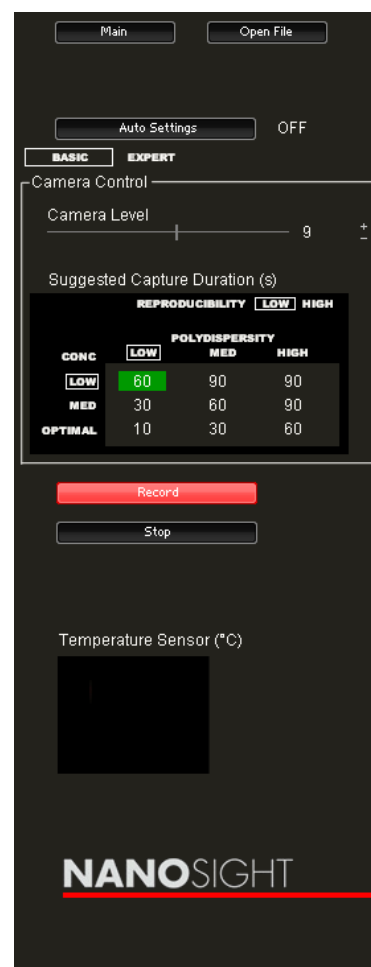 Main Open File
Auto Settings OFF
BASIC EXPERT
Camera Control
Camera Level
9 + −
Suggested Capture Duration (s)
REPRODUCIBILITY LOW HIGH
POLYDISPERSITY
CONC LOW MED HIGH
LOW 60 90 90
MED 30 60 90
OPTIMAL 10 30 60
Record
Stop
Temperature Sensor (°C)
NANOSIGHT